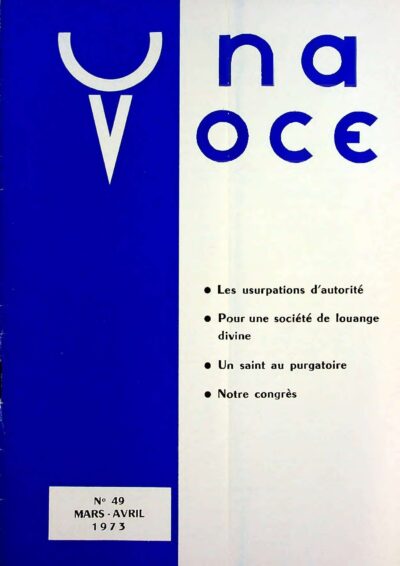 Una
Voce
• Les usurpations d'autorité
• Pour une société de louange
divine
• Un saint au purgatoire
• Notre congrès
Nº 49
MARS - AVRIL
1973